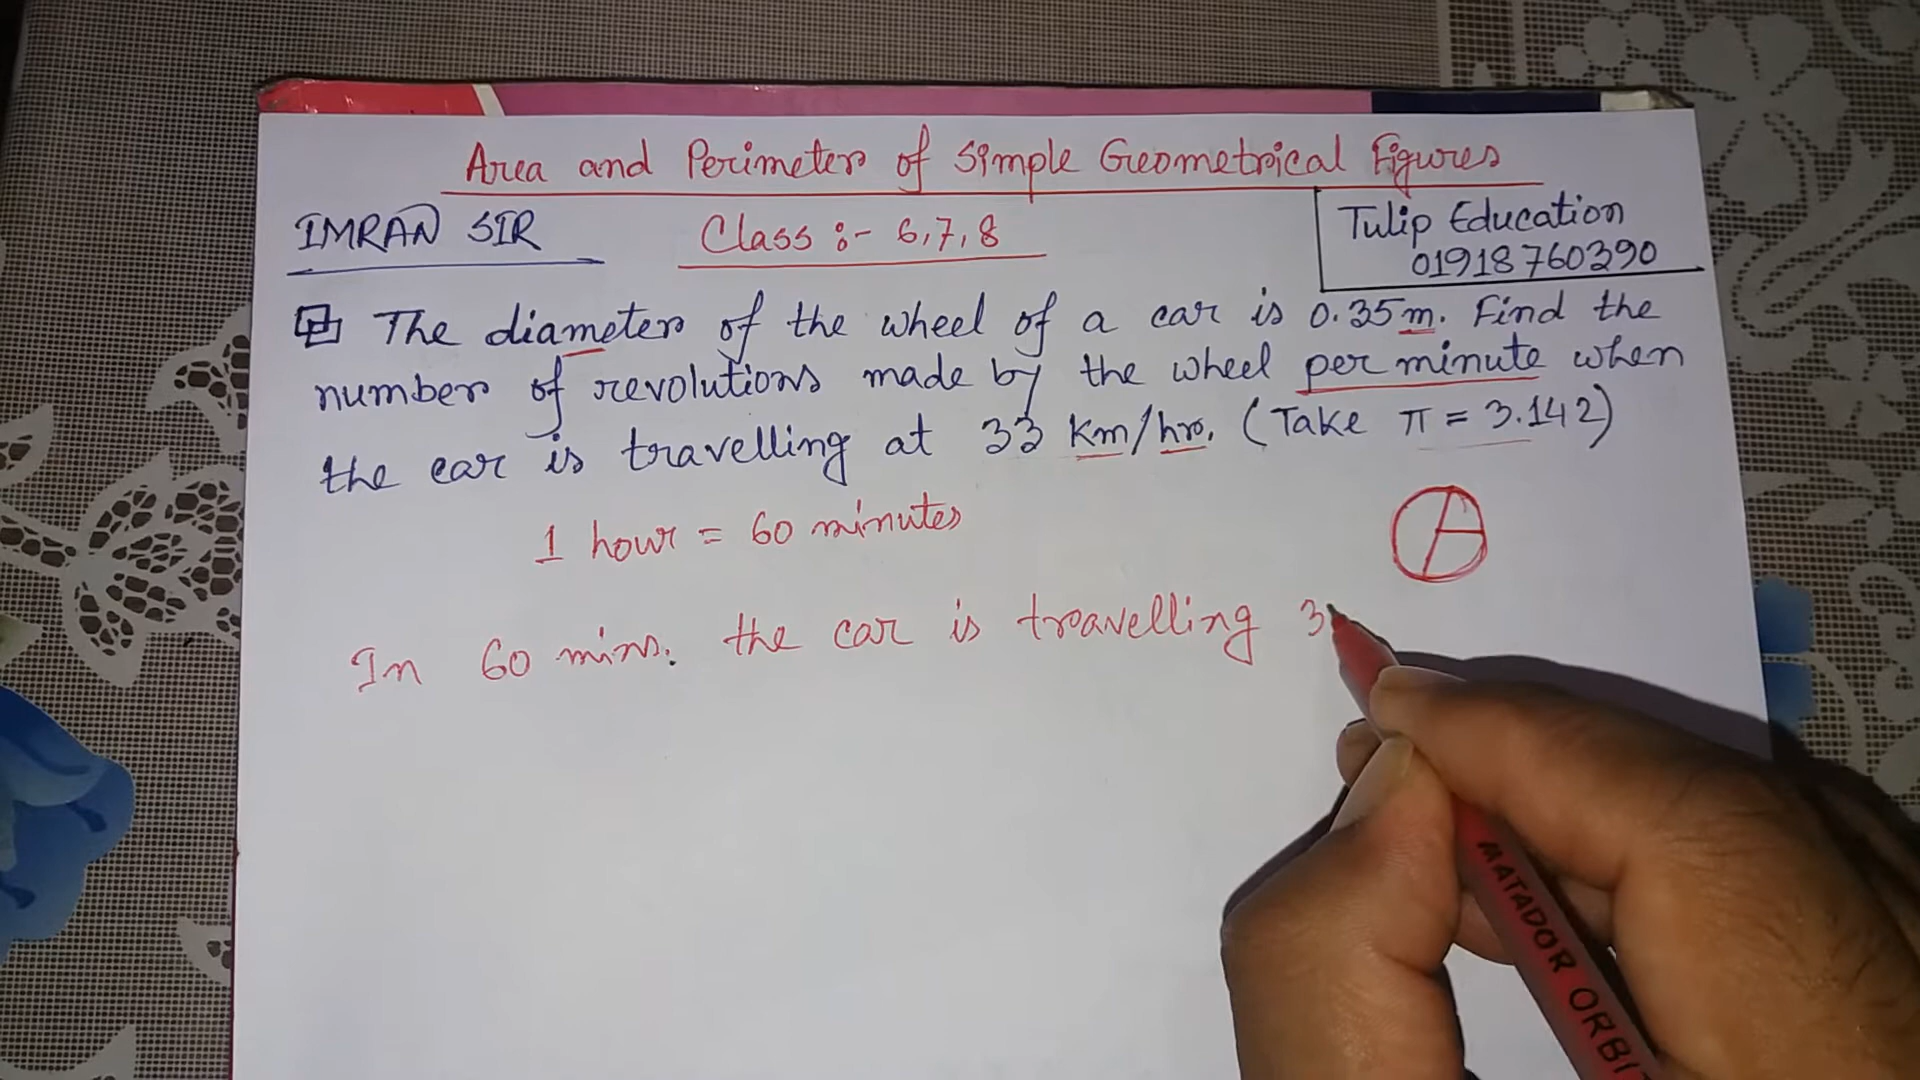 Area and Perimeter of Simple Geometrical Figures
IMRAN SIR
Class :- 6,7,8
Tulip Education
01918760390
The diameter of the wheel of a car is 0.35m. Find the
number of revolutions made by the wheel per minute when
the car is travelling at 33 km/hr. (Take π = 3.142)
1 hour = 60 minutes
In 60 mins. the car is travelling 3
MATADOR ORBI